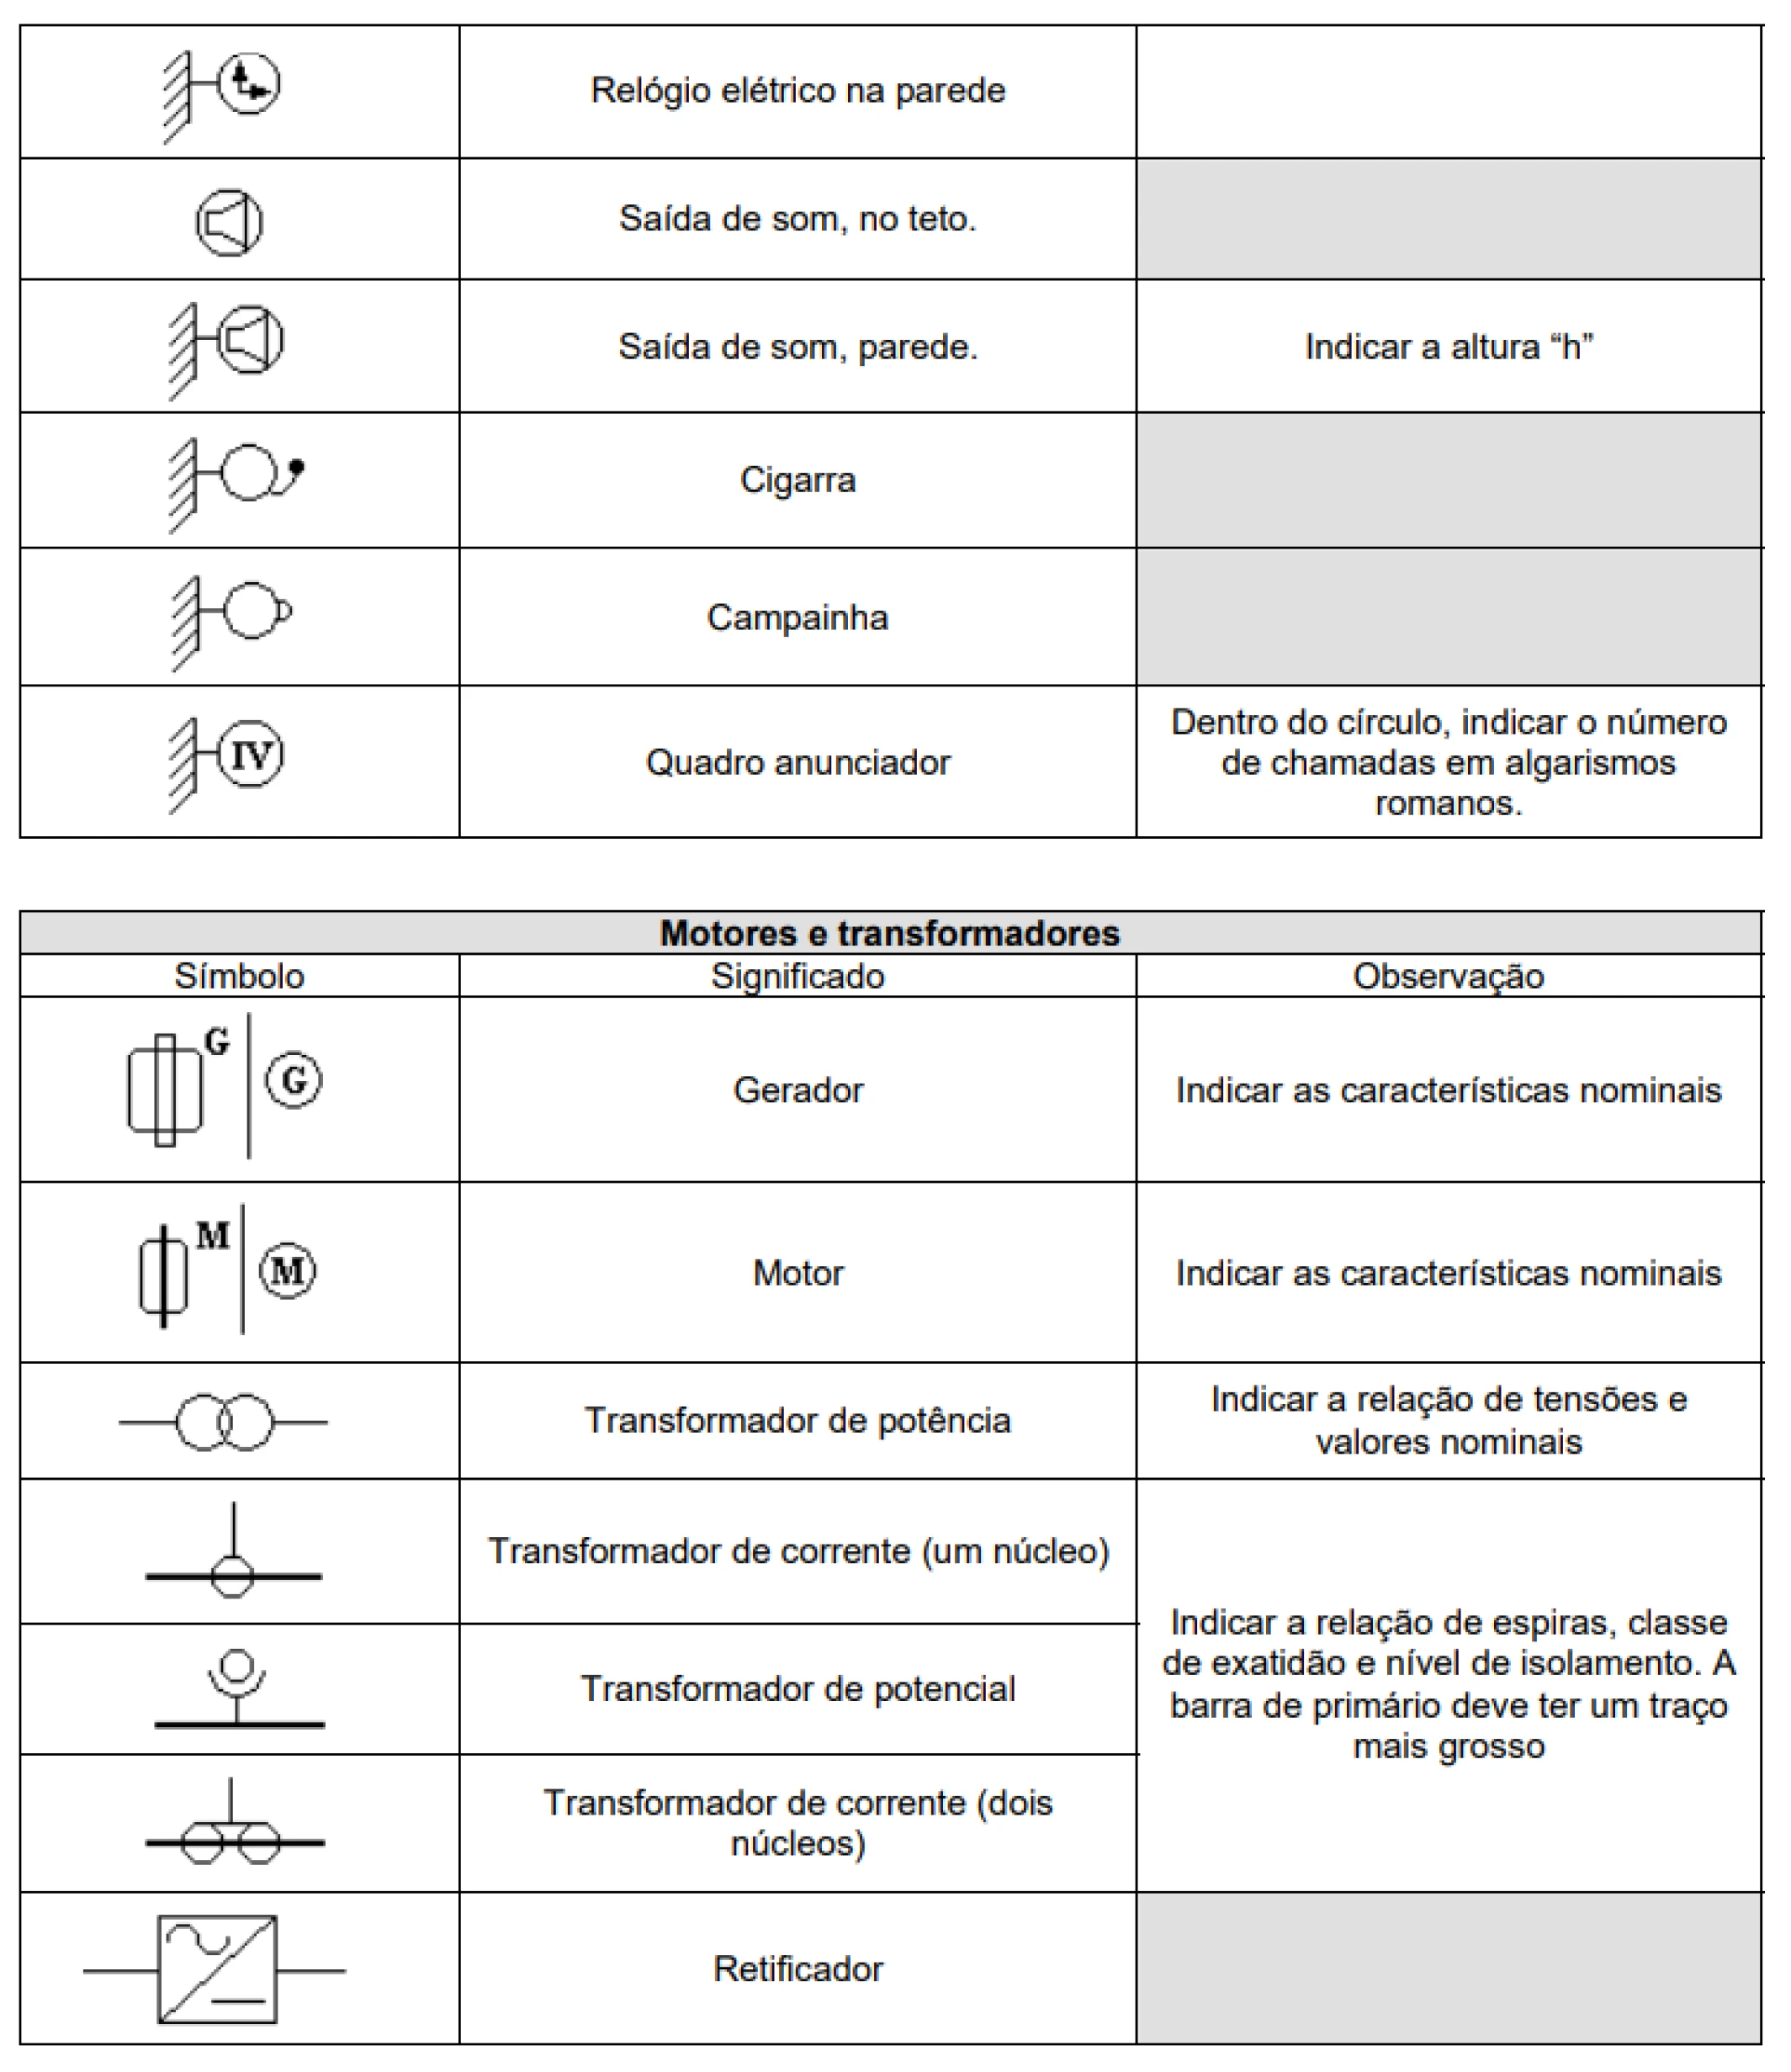 Relógio elétrico na parede
Saída de som, no teto.
Saída de som, parede.
Indicar a altura “h”
Cigarra
Campainha
IV
Quadro anunciador
Dentro do círculo, indicar o número
de chamadas em algarismos
romanos.
Motores e transformadores
Símbolo
Significado
Observação
G
G
Gerador
Indicar as características nominais
M
M
Motor
Indicar as características nominais
Transformador de potência
Indicar a relação de tensões e
valores nominais
Transformador de corrente (um núcleo)
Indicar a relação de espiras, classe
de exatidão e nível de isolamento. A
barra de primário deve ter um traço
mais grosso
Transformador de potencial
Transformador de corrente (dois
núcleos)
Retificador